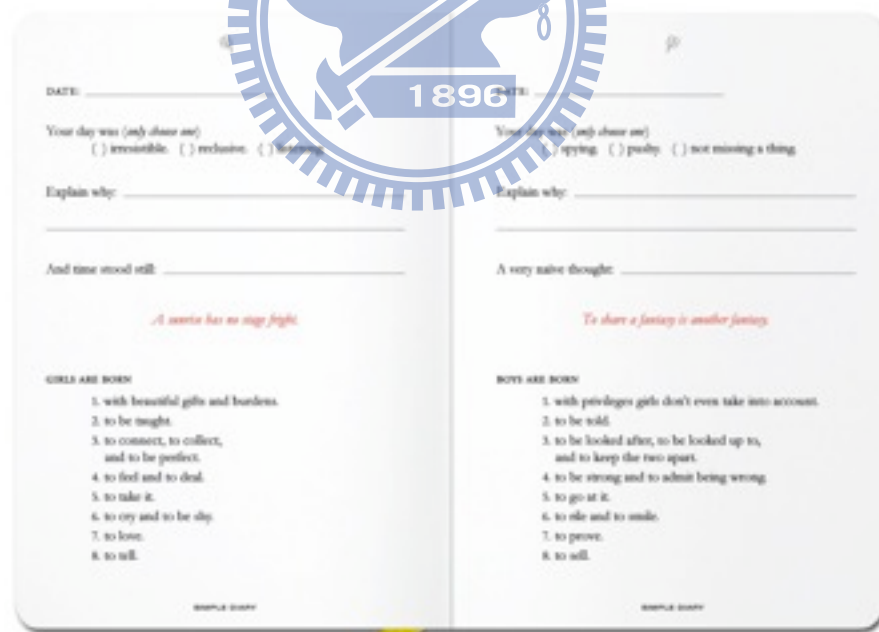 DATE:
Your day was (only choose one)
( ) irresistible. ( ) reclusive. ( ) listening.
Explain why:
And time stood still:
A sunrise has no stage fright.
GIRLS ARE BORN
1. with beautiful gifts and burdens.
2. to be taught.
3. to connect, to collect,
and to be perfect.
4. to feel and to deal.
5. to take it.
6. to cry and to be shy.
7. to love.
8. to tell.
SIMPLE DIARY
1896
DATE:
Your day was (only choose one)
( ) spying. ( ) pushy. ( ) not missing a thing.
Explain why:
A very naive thought:
To share a fantasy is another fantasy.
BOYS ARE BORN
1. with privileges girls don't even take into account.
2. to be told.
3. to be looked after, to be looked up to,
and to keep the two apart.
4. to be strong and to admit being wrong.
5. to go at it.
6. to rile and to smile.
7. to prove.
8. to sell.
SIMPLE DIARY